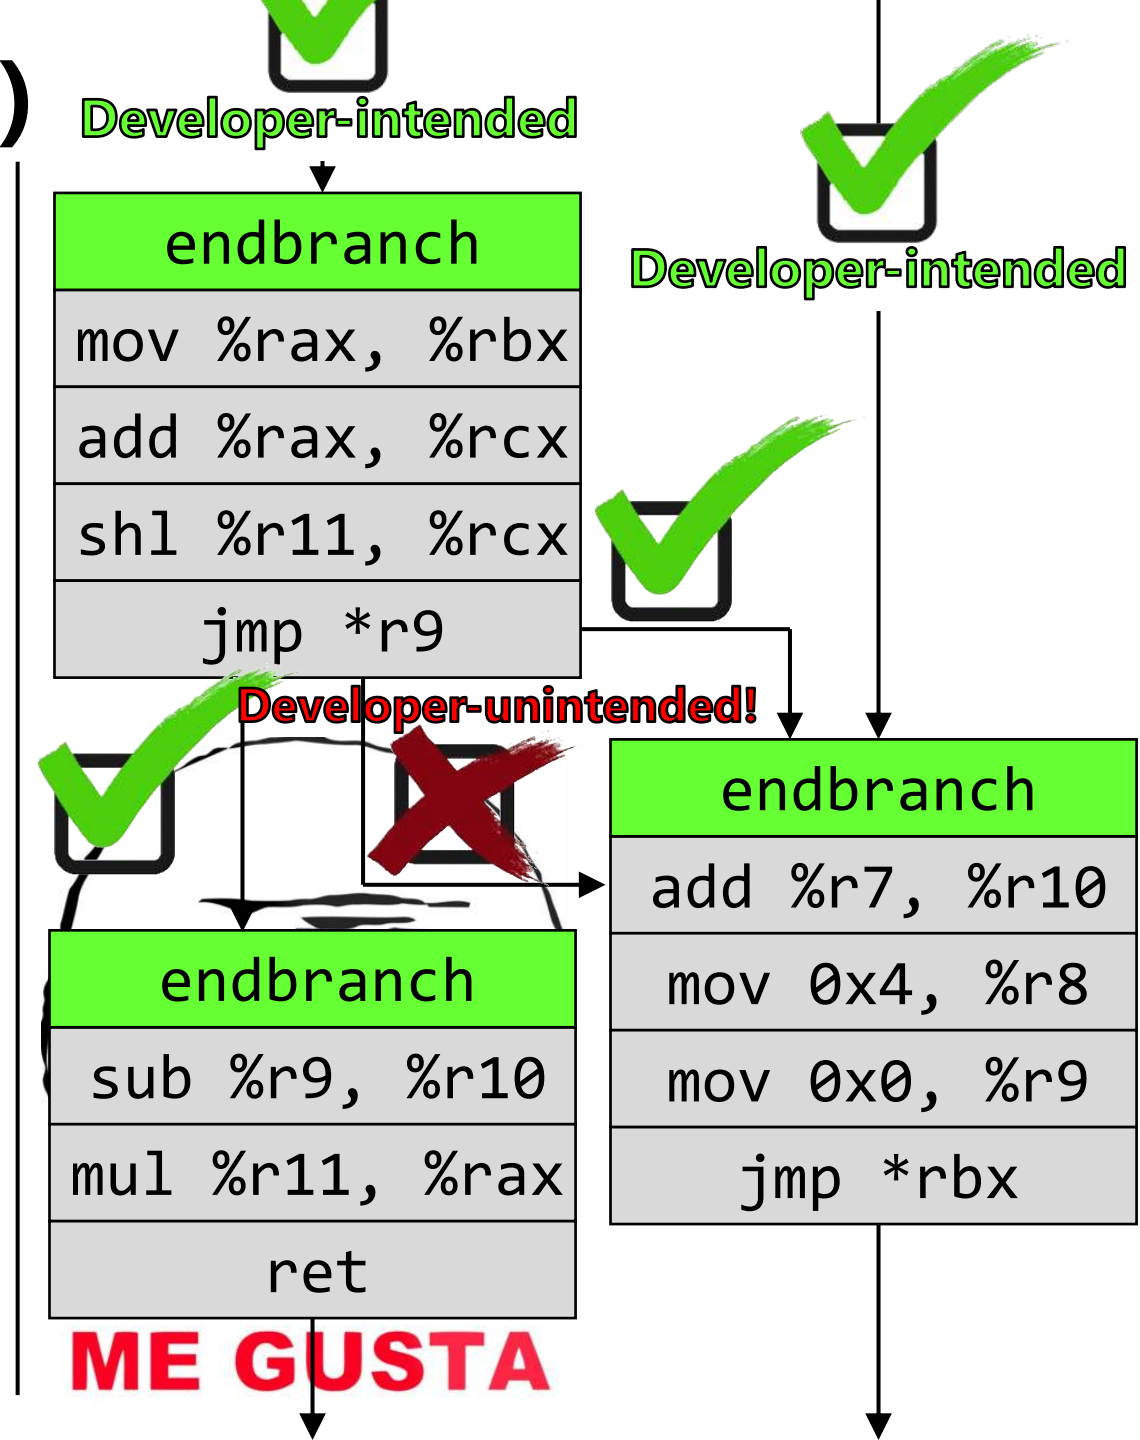 )
Developer-intended
Developer-intended
endbranch
mov %rax, %rbx
add %rax, %rcx
shl %r11, %rcx
jmp *r9
Developer-unintended!
endbranch
add %r7, %r10
mov 0x4, %r8
mov 0x0, %r9
jmp *rbx
endbranch
sub %r9, %r10
mul %r11, %rax
ret
ME GUSTA